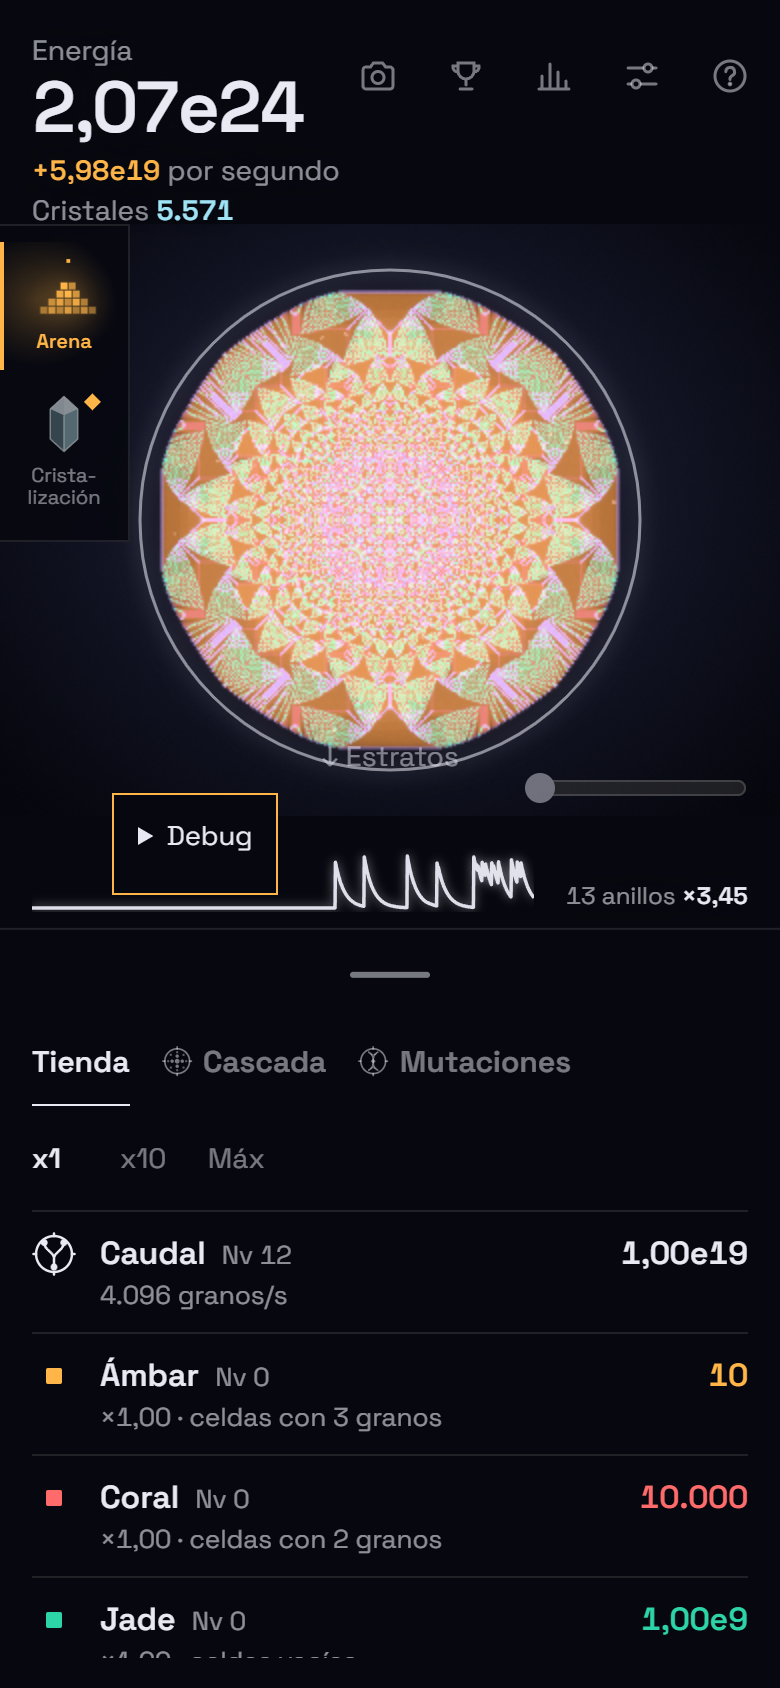 Energía
2,07e24
+5,98e19 por segundo
Cristales 5.571
Arena
Crista-
lización
↓ Estratos
▶ Debug
13 anillos ×3,45
Tienda Cascada Mutaciones
x1 x10 Máx
Caudal Nv 12 1,00e19
4.096 granos/s
Ámbar Nv 0 10
×1,00 · celdas con 3 granos
Coral Nv 0 10.000
×1,00 · celdas con 2 granos
Jade Nv 0 1,00e9